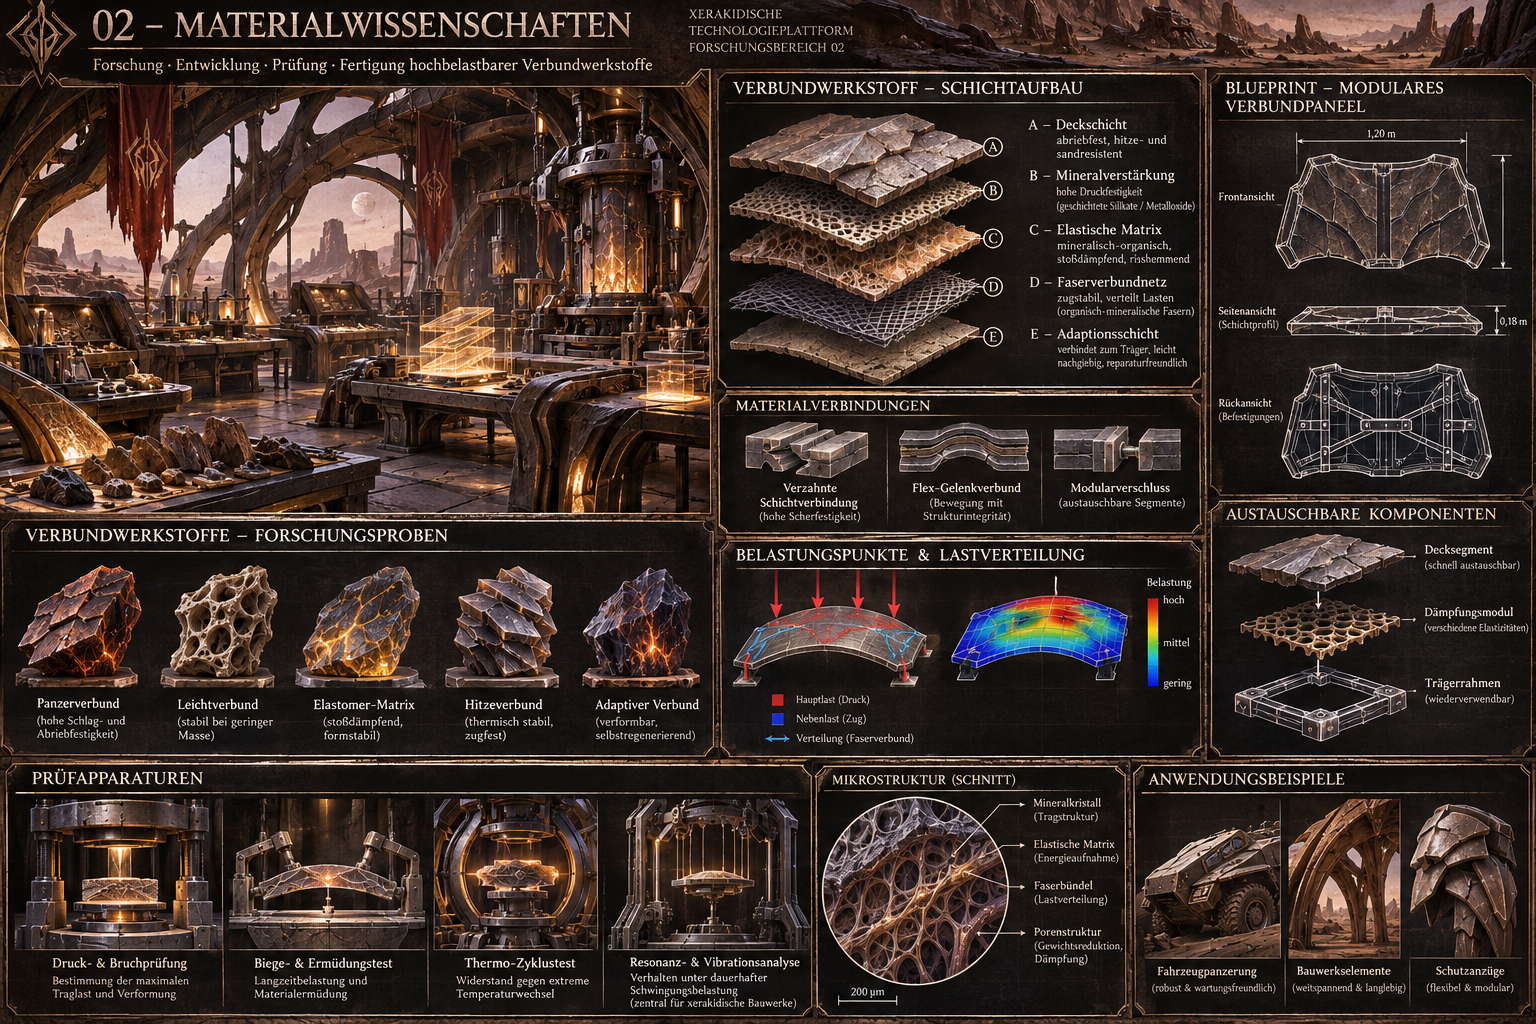 02 – MATERIALWISSENSCHAFTEN
Forschung · Entwicklung · Prüfung · Fertigung hochbelastbarer Verbundwerkstoffe
XERAKIDISCHE
TECHNOLOGIEPLATTFORM
FORSCHUNGSBEREICH 02
VERBUNDWERKSTOFF – SCHICHTAUFBAU
A
B
C
D
E
A – Deckschicht
abriebfest, hitze- und
sandresistent
B – Mineralverstärkung
hohe Druckfestigkeit
(geschichtete Silkate / Metalloxide)
C – Elastische Matrix
mineralisch-organisch,
stoßdämpfend, risshemmend
D – Faserverbundnetz
zugstabil, verteilt Lasten
(organisch-mineralische Fasern)
E – Adaptionsschicht
verbindet zum Träger, leicht
nachgiebig, reparaturfreundlich
BLUEPRINT – MODULARES
VERBUNDPANEEL
1,20 m
Frontansicht
Seitenansicht
(Schichtprofil)
0,18 m
Rückansicht
(Befestigungen)
MATERIALVERBINDUNGEN
Verzahnte
Schichtverbindung
(hohe Scherfestigkeit)
Flex-Gelenkverbund
(Bewegung mit
Strukturintegrität)
Modularverschluss
(austauschbare Segmente)
VERBUNDWERKSTOFFE – FORSCHUNGSPROBEN
Panzerverbund
(hohe Schlag- und
Abriebfestigkeit)
Leichtverbund
(stabil bei geringer
Masse)
Elastomer-Matrix
(stoßdämpfend,
formstabil)
Hitzeverbund
(thermisch stabil,
zugfest)
Adaptiver Verbund
(verformbar,
selbstregenerierend)
BELASTUNGSPUNKTE & LASTVERTEILUNG
Belastung
hoch
mittel
gering
Hauptlast (Druck)
Nebenlast (Zug)
Verteilung (Faserverbund)
AUSTAUSCHBARE KOMPONENTEN
Decksegment
(schnell austauschbar)
Dämpfungsmodul
(verschiedene Elastizitäten)
Trägerrahmen
(wiederverwendbar)
PRÜFAPPARATUREN
Druck- & Bruchprüfung
Bestimmung der maximalen
Traglast und Verformung
Biege- & Ermüdungstest
Langzeitbelastung und
Materialermüdung
Thermo-Zyklustest
Widerstand gegen extreme
Temperaturwechsel
Resonanz- & Vibrationsanalyse
Verhalten unter dauerhafter
Schwingungsbelastung
(zentral für xerakidische Bauwerke)
MIKROSTRUKTUR (SCHNITT)
Mineralkristall
(Tragstruktur)
Elastische Matrix
(Energieaufnahme)
Faserbündel
(Lastverteilung)
Porenstruktur
(Gewichtsreduktion,
Dämpfung)
200 µm
ANWENDUNGSBEISPIELE
Fahrzeugpanzerung
(robust & wartungsfreundlich)
Bauwerkselemente
(weitspannend & langlebig)
Schutzanzüge
(flexibel & modular)